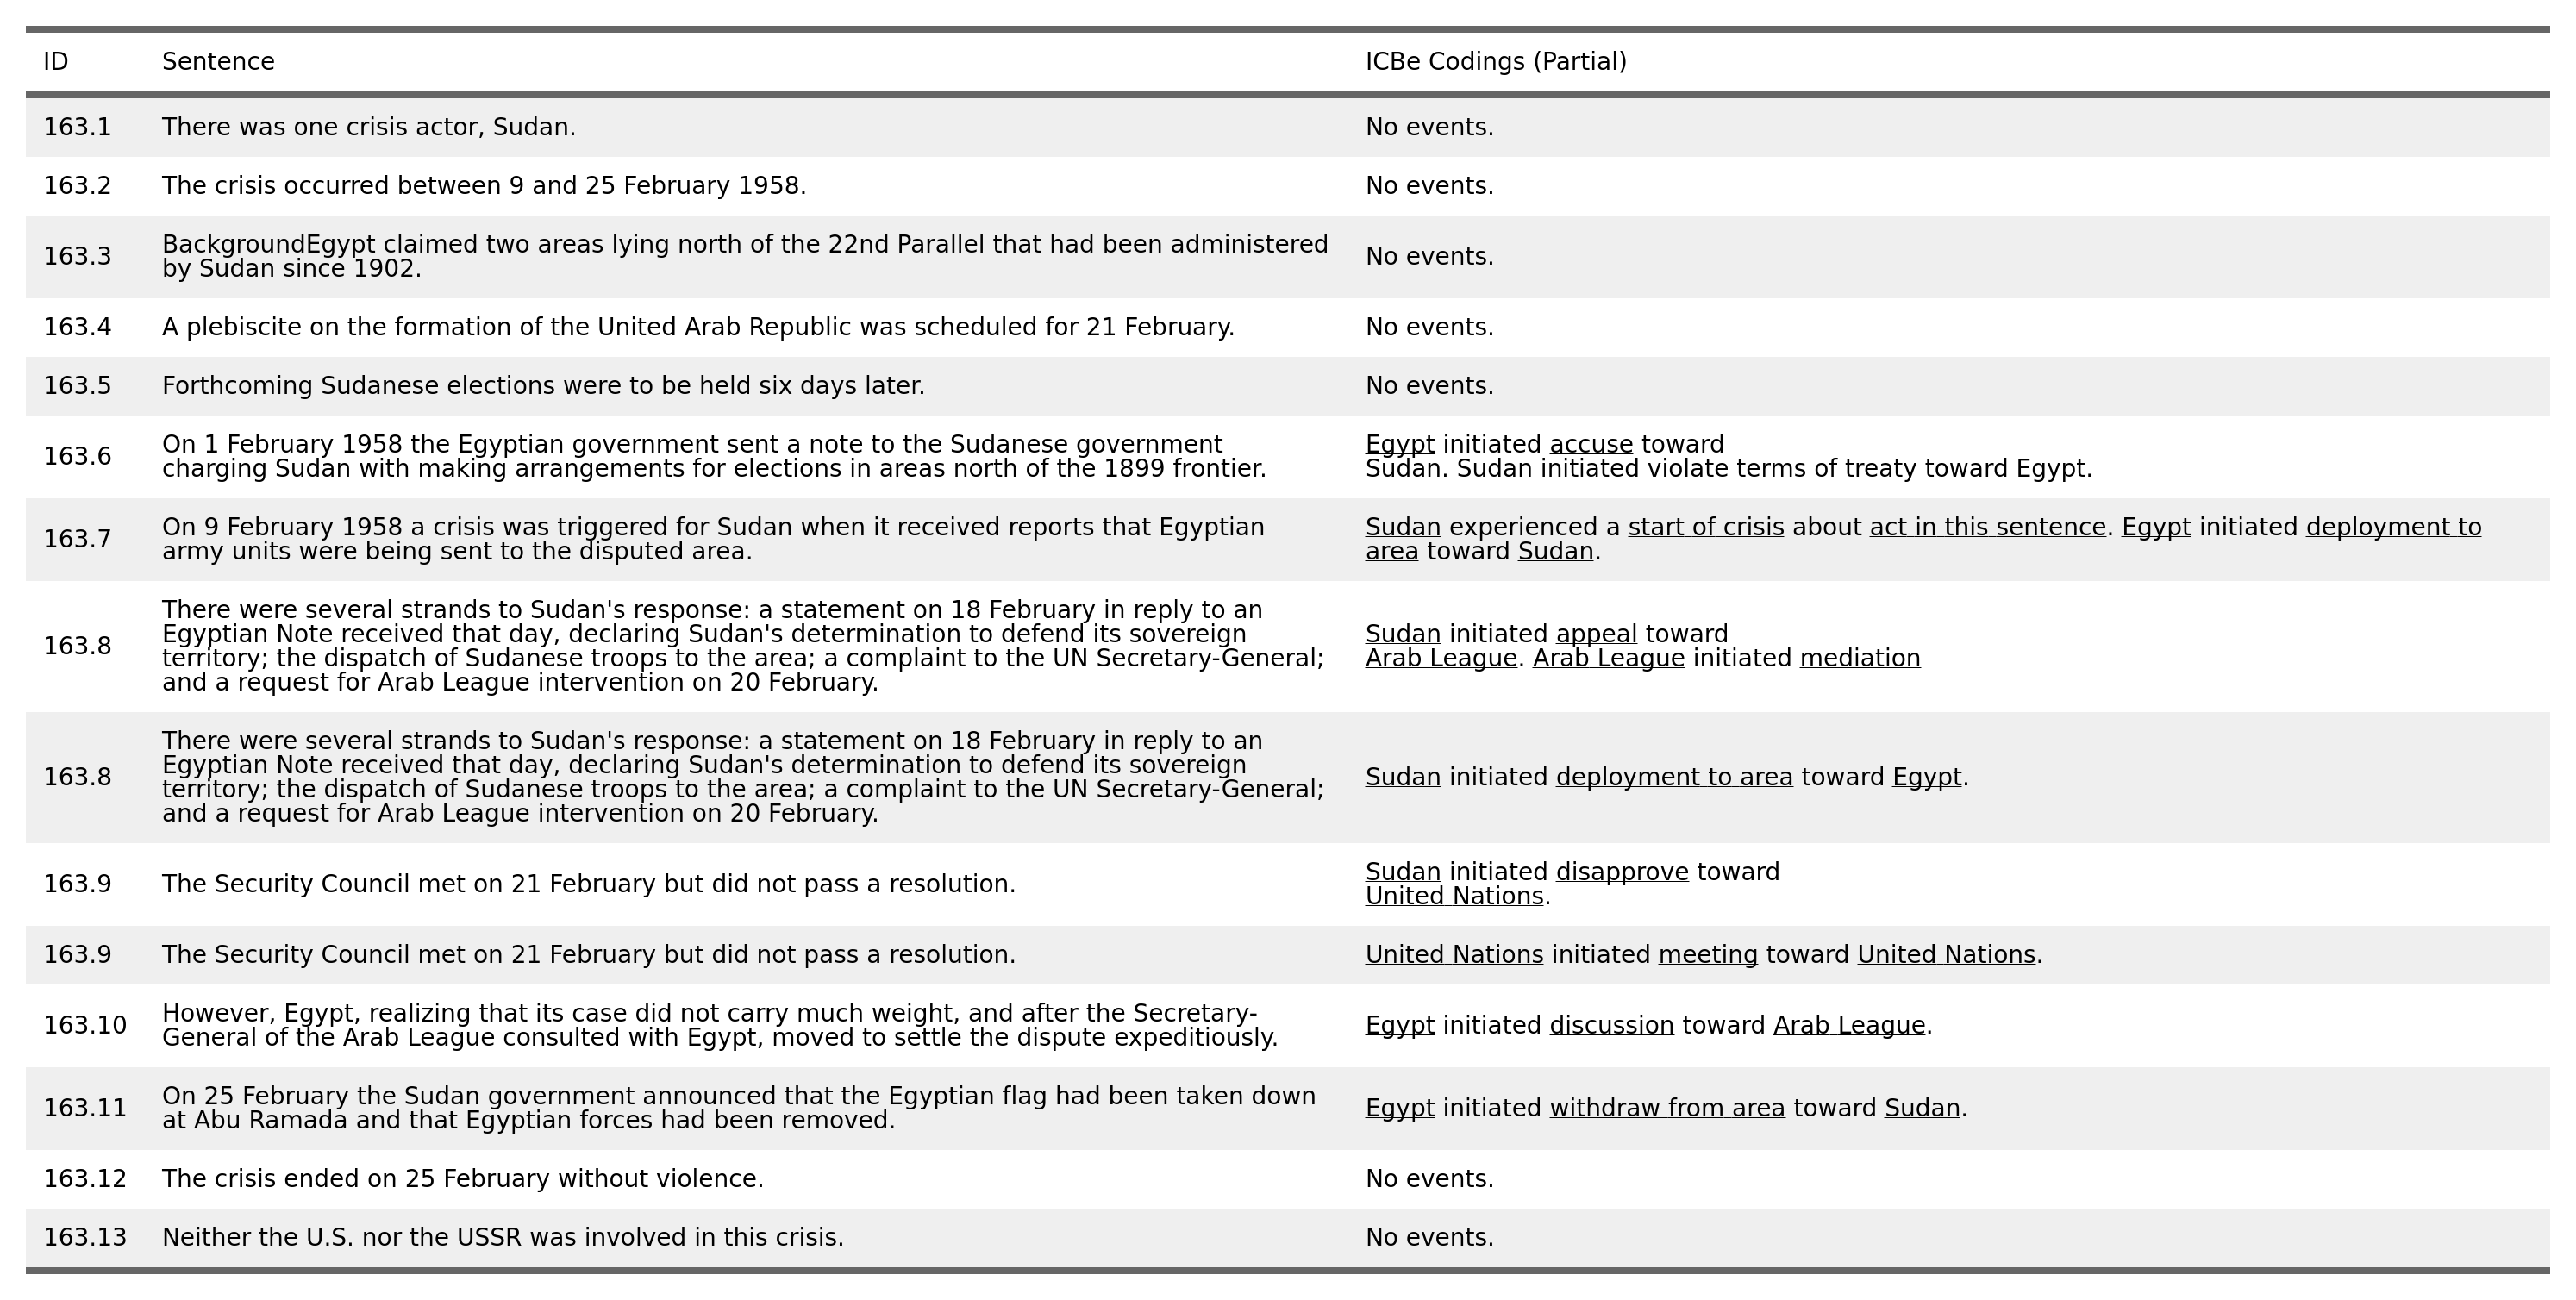 ID Sentence ICBe Codings (Partial)
163.1 There was one crisis actor, Sudan. No events.
163.2 The crisis occurred between 9 and 25 February 1958. No events.
163.3 BackgroundEgypt claimed two areas lying north of the 22nd Parallel that had been administered
by Sudan since 1902. No events.
163.4 A plebiscite on the formation of the United Arab Republic was scheduled for 21 February. No events.
163.5 Forthcoming Sudanese elections were to be held six days later. No events.
163.6 On 1 February 1958 the Egyptian government sent a note to the Sudanese government
charging Sudan with making arrangements for elections in areas north of the 1899 frontier.
Egypt initiated accuse toward
Sudan. Sudan initiated violate terms of treaty toward Egypt.
163.7 On 9 February 1958 a crisis was triggered for Sudan when it received reports that Egyptian
army units were being sent to the disputed area.
Sudan experienced a start of crisis about act in this sentence. Egypt initiated deployment to
area toward Sudan.
163.8 There were several strands to Sudan's response: a statement on 18 February in reply to an
Egyptian Note received that day, declaring Sudan's determination to defend its sovereign
territory; the dispatch of Sudanese troops to the area; a complaint to the UN Secretary-General;
and a request for Arab League intervention on 20 February.
Sudan initiated appeal toward
Arab League. Arab League initiated mediation
163.8 There were several strands to Sudan's response: a statement on 18 February in reply to an
Egyptian Note received that day, declaring Sudan's determination to defend its sovereign
territory; the dispatch of Sudanese troops to the area; a complaint to the UN Secretary-General;
and a request for Arab League intervention on 20 February.
Sudan initiated deployment to area toward Egypt.
163.9 The Security Council met on 21 February but did not pass a resolution.
Sudan initiated disapprove toward
United Nations.
163.9 The Security Council met on 21 February but did not pass a resolution. United Nations initiated meeting toward United Nations.
163.10 However, Egypt, realizing that its case did not carry much weight, and after the Secretary-
General of the Arab League consulted with Egypt, moved to settle the dispute expeditiously.
Egypt initiated discussion toward Arab League.
163.11 On 25 February the Sudan government announced that the Egyptian flag had been taken down
at Abu Ramada and that Egyptian forces had been removed.
Egypt initiated withdraw from area toward Sudan.
163.12 The crisis ended on 25 February without violence. No events.
163.13 Neither the U.S. nor the USSR was involved in this crisis. No events.